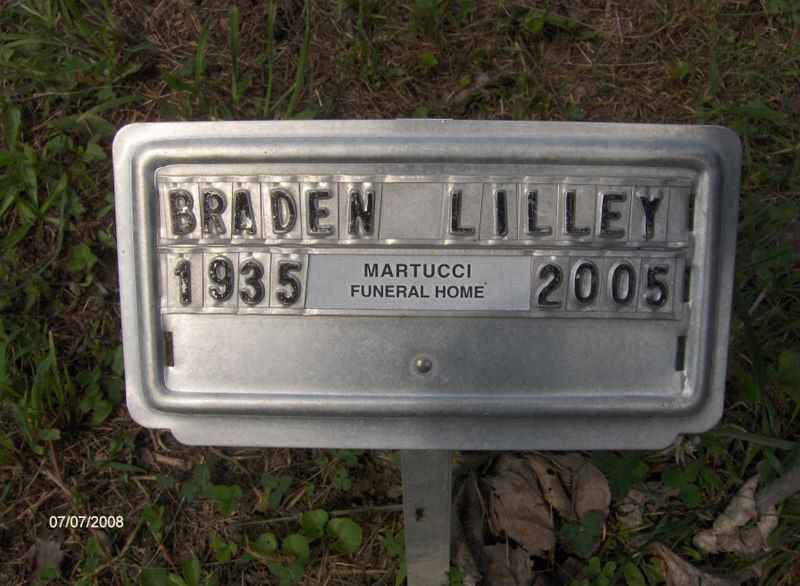 BRADEN LILLEY
1935 MARTUCCI FUNERAL HOME 2005
07/07/2008